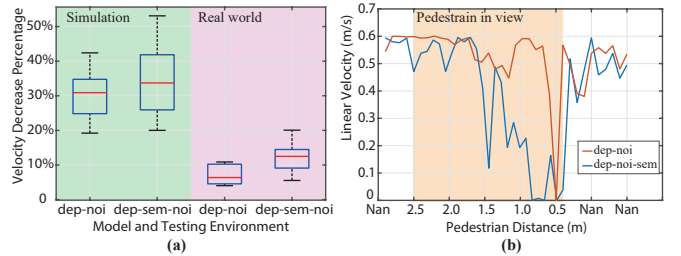 Simulation
Real world
50%
40%
30%
20%
10%
0
Velocity Decrease Percentage
dep-noi
dep-sem-noi
dep-noi
dep-sem-noi
Model and Testing Environment
(a)
Pedestrain in view
0.6
0.5
0.4
0.3
0.2
0.1
0
Linear Velocity (m/s)
dep-noi
dep-noi-sem
Nan
2.5
2.0
1.5
1.0
0.5
Nan
Nan
Pedestrian Distance (m)
(b)